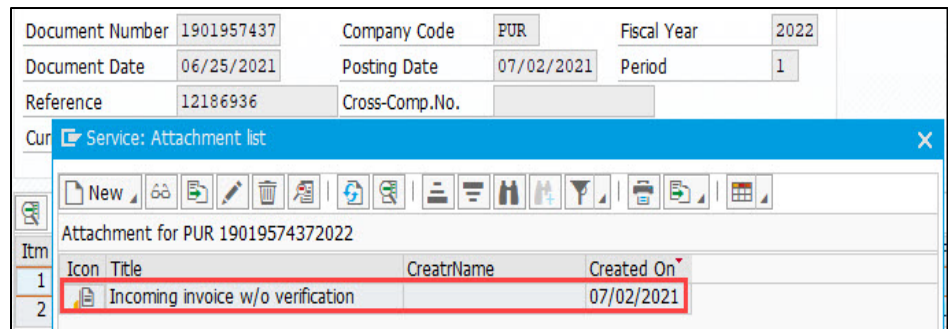 Document Number 1901957437 Company Code PUR Fiscal Year 2022
Document Date 06/25/2021 Posting Date 07/02/2021 Period 1
Reference 12186936 Cross-Comp.No.
Cur
Service: Attachment list
New
Attachment for PUR 19019574372022
Itm
Icon Title CreatrName Created On
1 Incoming invoice w/o verification 07/02/2021
2